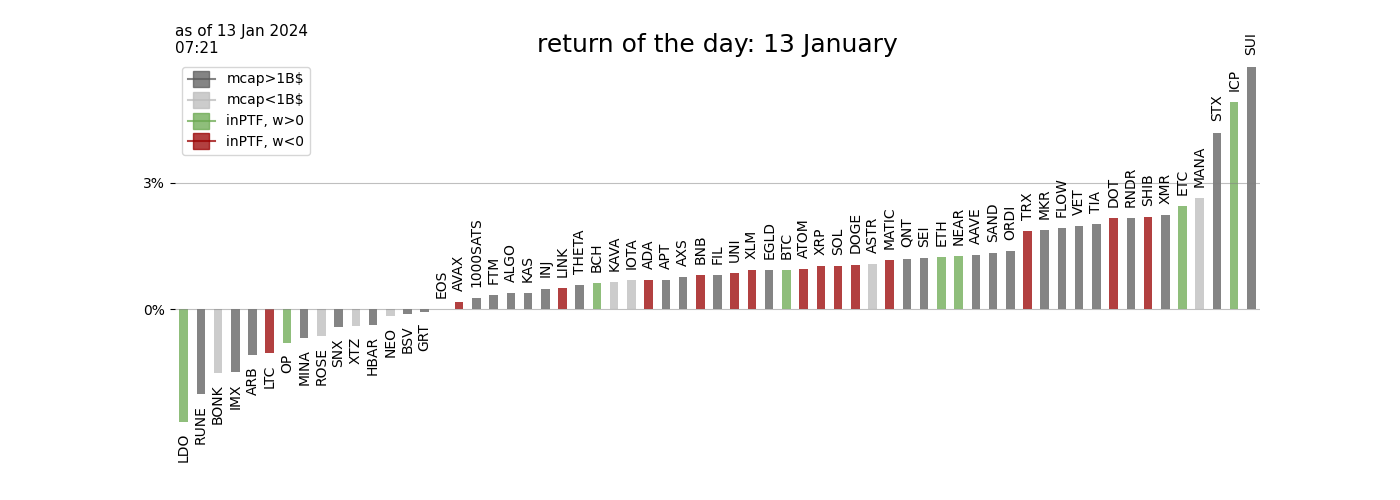 as of 13 Jan 2024
07:21
return of the day: 13 January
mcap>1B$
mcap<1B$
inPTF, w>0
inPTF, w<0
3%
0%
LDO
RUNE
BONK
IMX
ARB
LTC
OP
MINA
ROSE
SNX
XTZ
HBAR
NEO
BSV
GRT
EOS
AVAX
1000SATS
FTM
ALGO
KAS
INJ
LINK
THETA
BCH
KAVA
IOTA
ADA
APT
AXS
BNB
FIL
UNI
XLM
EGLD
BTC
ATOM
XRP
SOL
DOGE
ASTR
MATIC
QNT
SEI
ETH
NEAR
AAVE
SAND
ORDI
TRX
MKR
FLOW
VET
TIA
DOT
RNDR
SHIB
XMR
ETC
MANA
STX
ICP
SUI